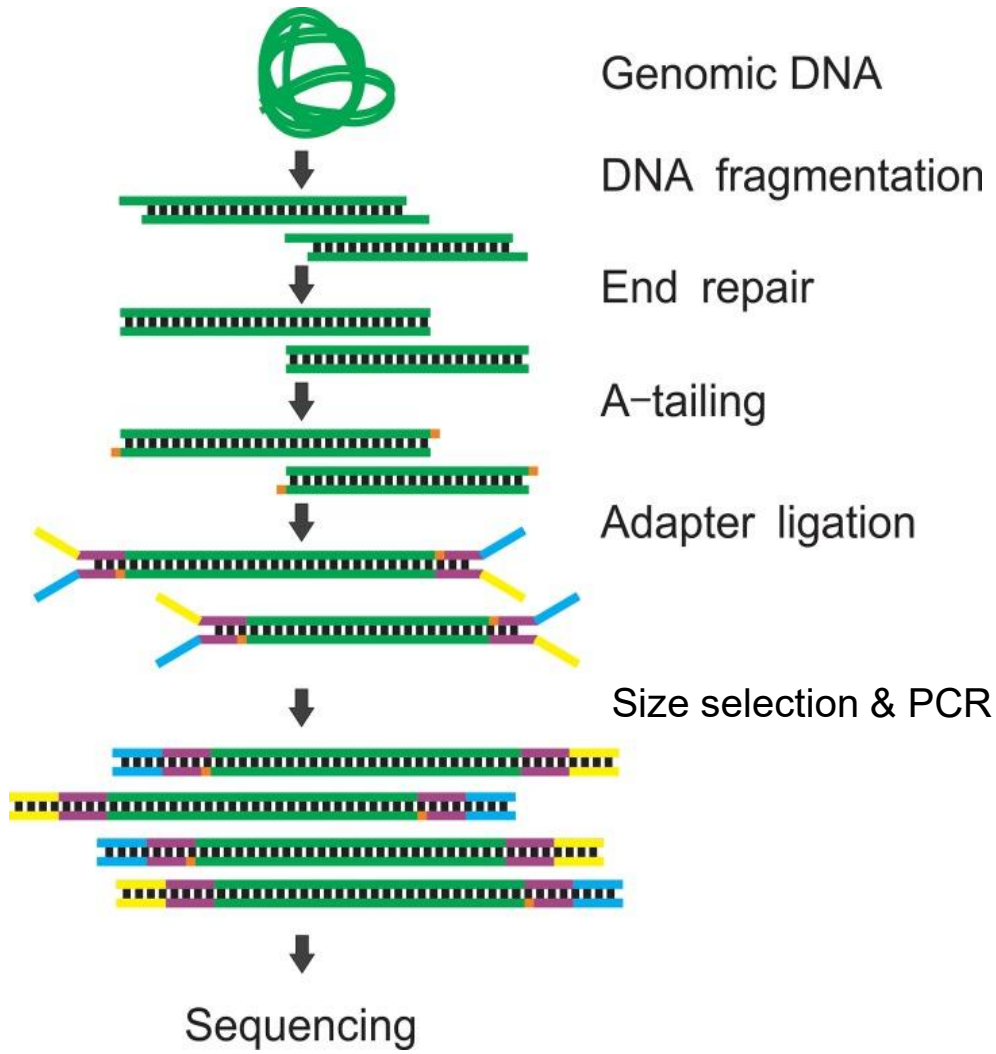 Genomic DNA
DNA fragmentation
End repair
A-tailing
Adapter ligation
Size selection & PCR
Sequencing